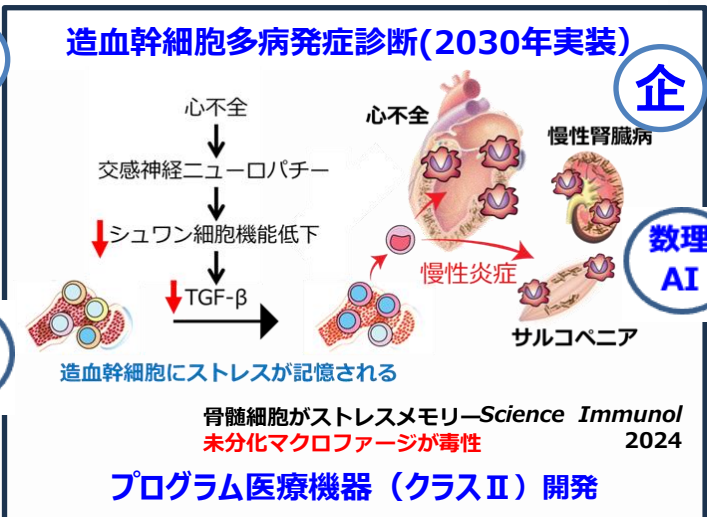 造血幹細胞多病発症診断(2030年実装）
企
心不全
交感神経ニューロパチー
シュワン細胞機能低下
TGF-β
造血幹細胞にストレスが記憶される
心不全
慢性腎臓病
慢性炎症
サルコペニア
数理
AI
骨髄細胞がストレスメモリーScience Immunol
未分化マクロファージが毒性 2024
プログラム医療機器（クラスⅡ）開発